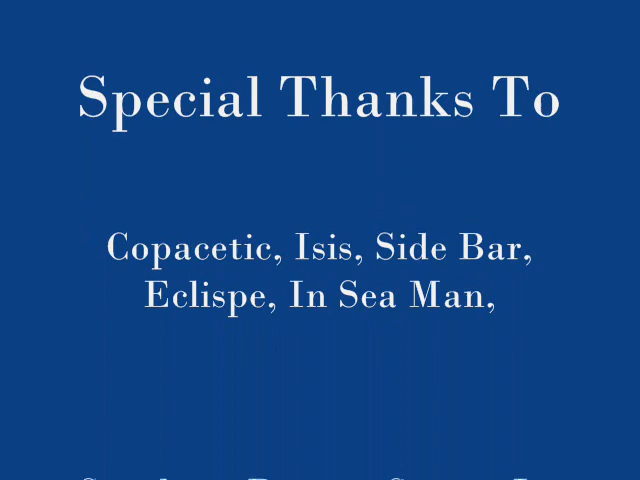 Special Thanks To
Copacetic, Isis, Side Bar,
Eclispe, In Sea Man,